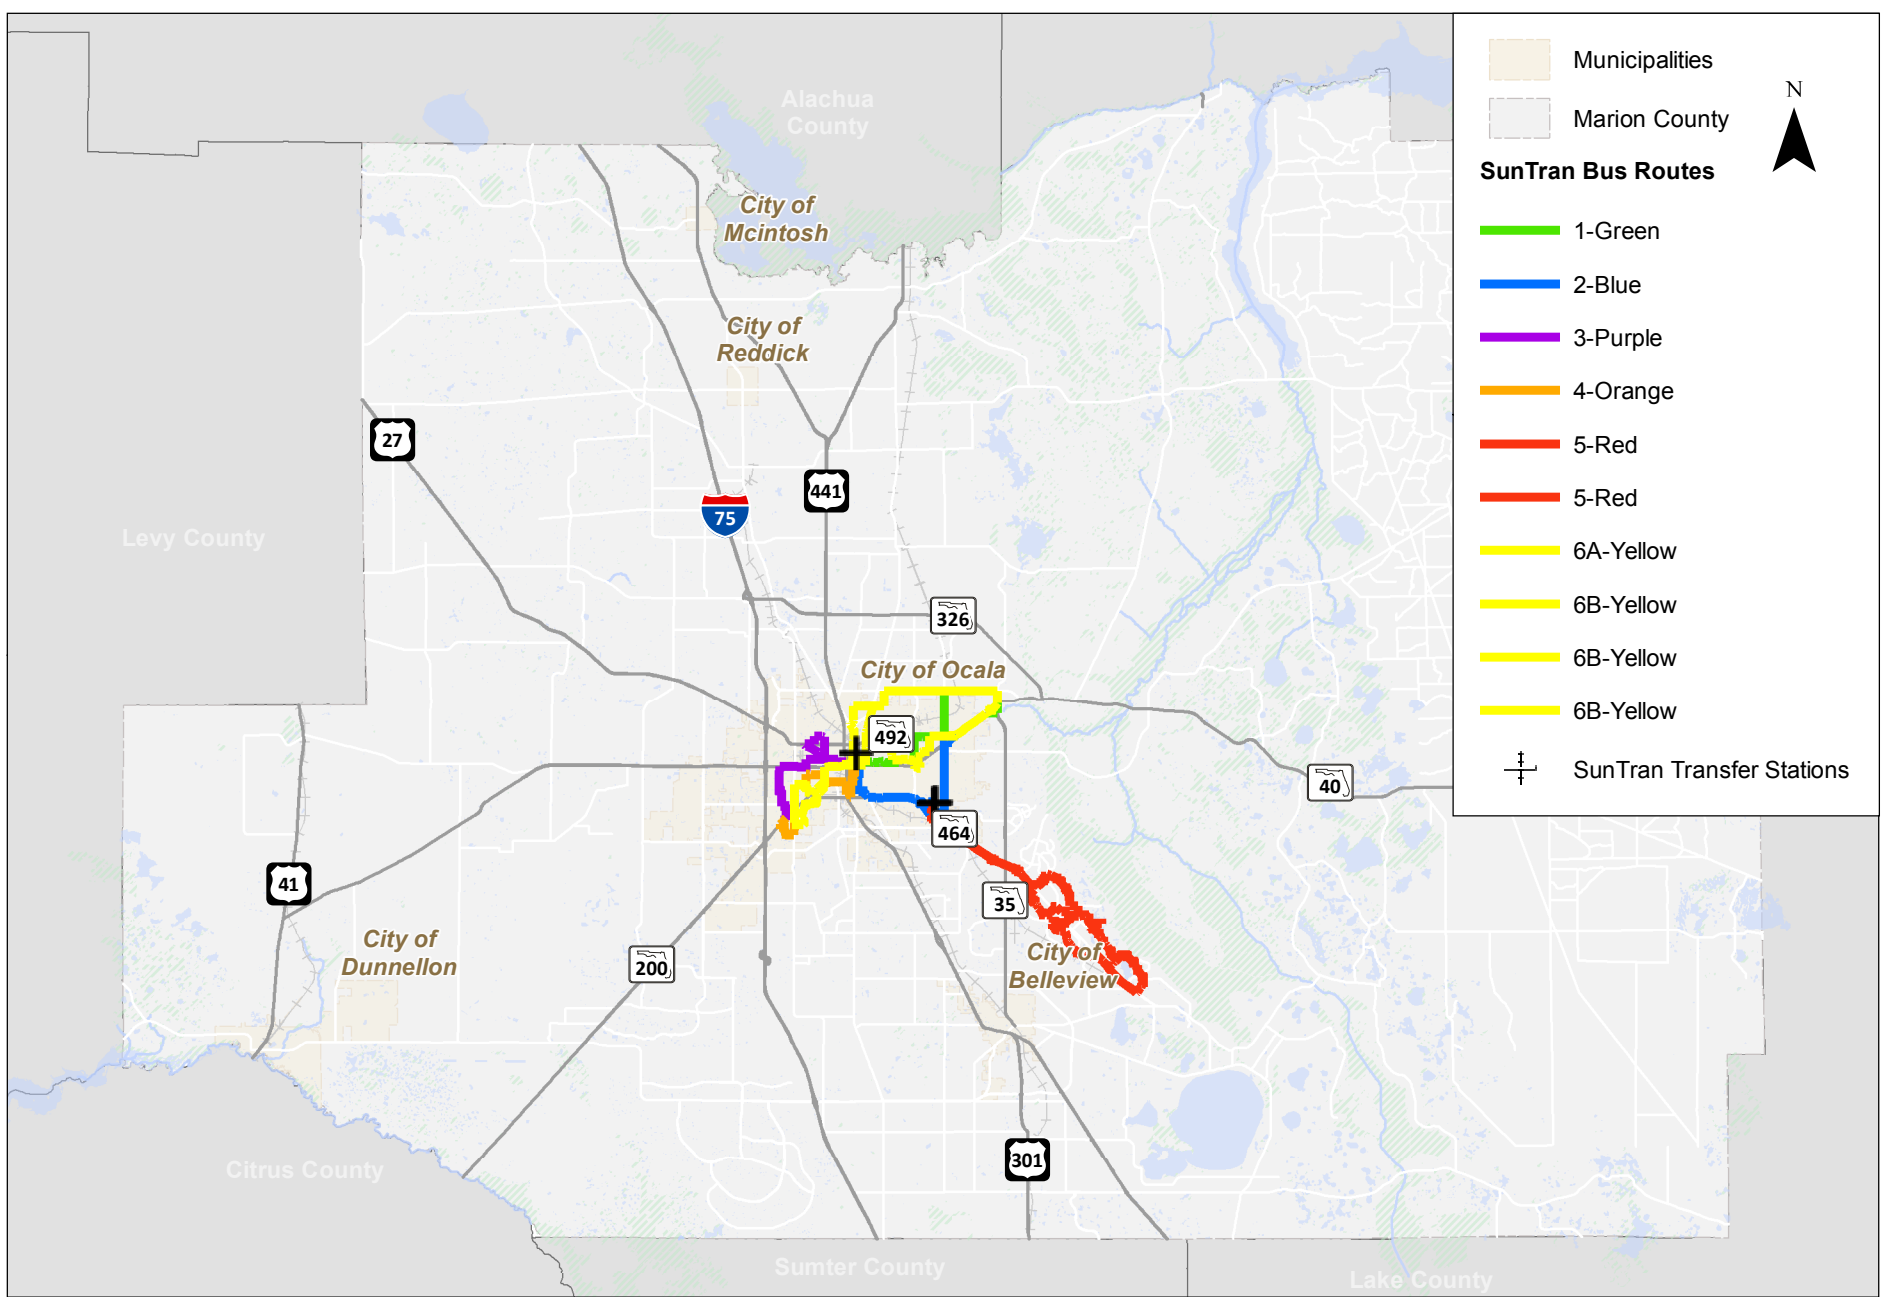 Alachua
County
City of
Mcintosh
City of
Reddick
27
441
75
Levy County
326
City of Ocala
492
40
464
41
35
City of
Dunnellon
200
City of
Belleview
301
Citrus County
Sumter County
Lake County
Municipalities
Marion County
N
SunTran Bus Routes
1-Green
2-Blue
3-Purple
4-Orange
5-Red
5-Red
6A-Yellow
6B-Yellow
6B-Yellow
6B-Yellow
SunTran Transfer Stations